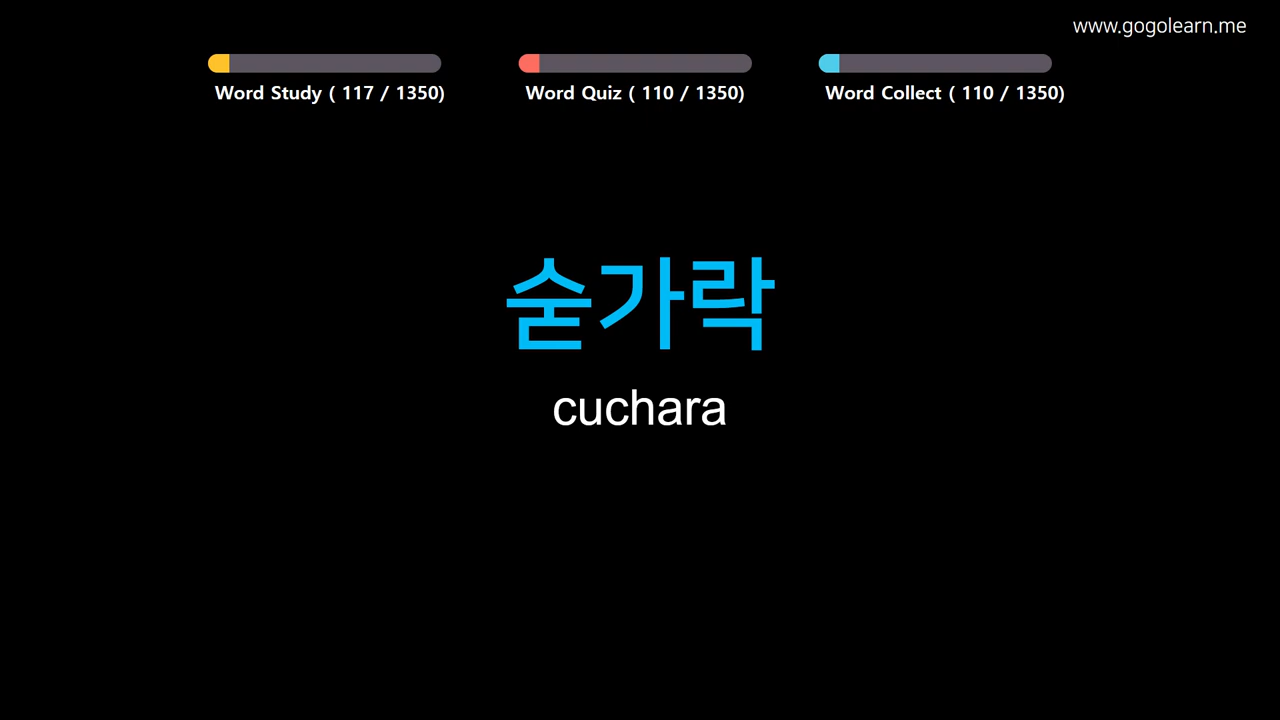 www.gogolearn.me
Word Study ( 117 / 1350)
Word Quiz ( 110 / 1350)
Word Collect ( 110 / 1350)
숟가락
cuchara